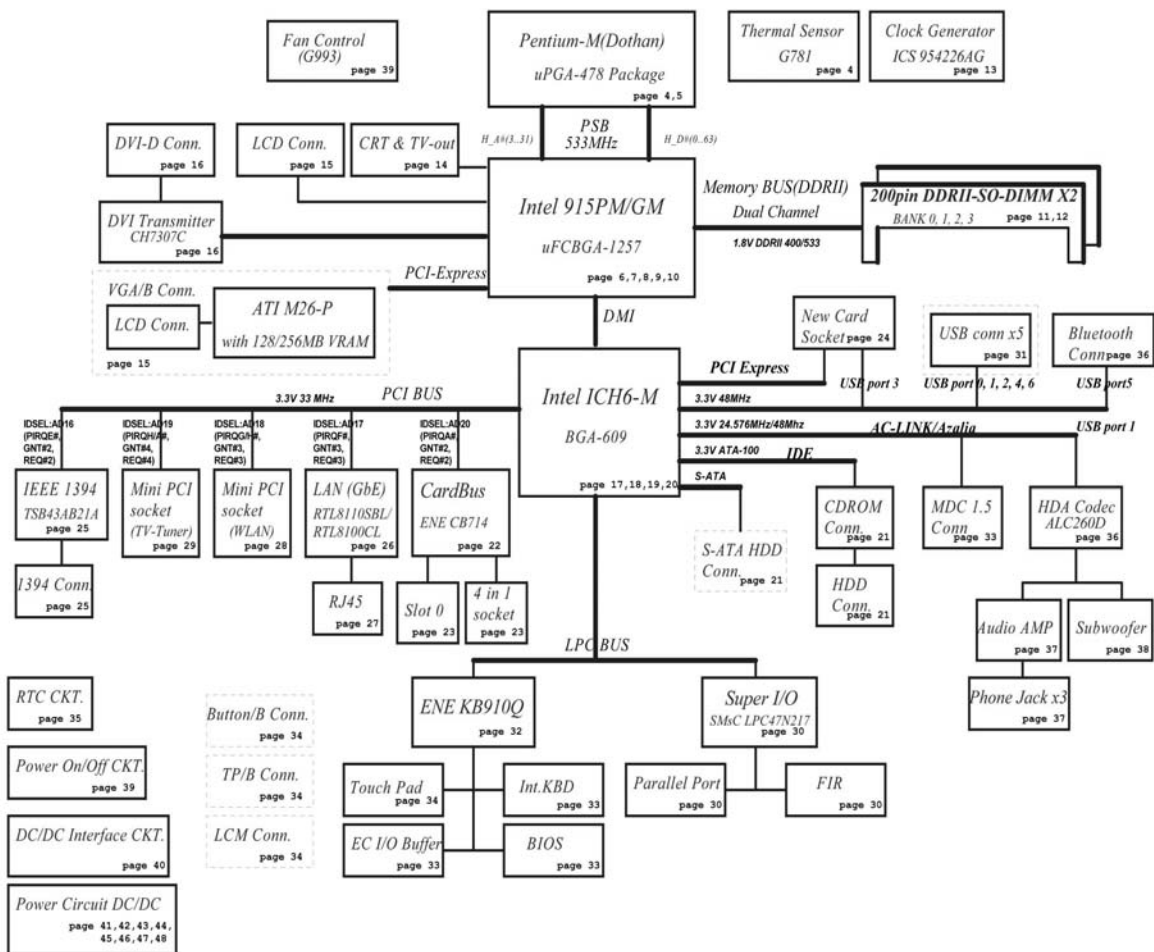 Fan Control
(G993)
page 39
Pentium-M(Dothan)
uPGA-478 Package
page 4,5
Thermal Sensor
G781
page 4
Clock Generator
ICS 954226AG
page 13
H_A#(3..31)
PSB
533MHz
H_D#(0..63)
DVI-D Conn.
page 16
LCD Conn.
page 15
CRT & TV-out
page 14
DVI Transmitter
CH7307C
page 16
Intel 915PM/GM
uFCBGA-1257
page 6,7,8,9,10
Memory BUS(DDRII)
Dual Channel
1.8V DDRII 400/533
200pin DDRII-SO-DIMM X2
BANK 0, 1, 2, 3
page 11,12
PCI-Express
VGA/B Conn.
LCD Conn.
page 15
ATI M26-P
with 128/256MB VRAM
DMI
New Card
Socket
page 24
USB conn x5
page 31
Bluetooth
Conn
page 36
PCI Express
USB port 3
USB port 0, 1, 2, 4, 6
USB port5
3.3V 48MHz
USB port 1
3.3V 24.576MHz/48Mhz
AC-LINK/Azalia
3.3V ATA-100
IDE
S-ATA
Intel ICH6-M
BGA-609
page 17,18,19,20
3.3V 33 MHz
PCI BUS
IDSEL:AD16
(PIRQE#,
GNT#2,
REQ#2)
IDSEL:AD19
(PIRQH/A#,
GNT#4,
REQ#4)
IDSEL:AD18
(PIRQG/H#,
GNT#3,
REQ#3)
IDSEL:AD17
(PIRQF#,
GNT#3,
REQ#3)
IDSEL:AD20
(PIRQA#,
GNT#2,
REQ#2)
IEEE 1394
TSB43AB21A
page 25
Mini PCI
socket
(TV-Tuner)
page 29
Mini PCI
socket
(WLAN)
page 28
LAN (GbE)
RTL8110SBL/
RTL8100CL
page 26
CardBus
ENE CB714
page 22
1394 Conn.
page 25
RJ45
page 27
Slot 0
page 23
4 in 1
socket
page 23
S-ATA HDD
Conn.
page 21
CDROM
Conn.
page 21
HDD
Conn.
page 21
MDC 1.5
Conn
page 33
HDA Codec
ALC260D
page 36
Audio AMP
page 37
Subwoofer
page 38
Phone Jack x3
page 37
LPC BUS
ENE KB910Q
page 32
Super I/O
SMsC LPC47N217
page 30
Touch Pad
page 34
Int.KBD
page 33
EC I/O Buffer
page 33
BIOS
page 33
Parallel Port
page 30
FIR
page 30
RTC CKT.
page 35
Power On/Off CKT.
page 39
DC/DC Interface CKT.
page 40
Power Circuit DC/DC
page 41,42,43,44,
45,46,47,48
Button/B Conn.
page 34
TP/B Conn.
page 34
LCM Conn.
page 34